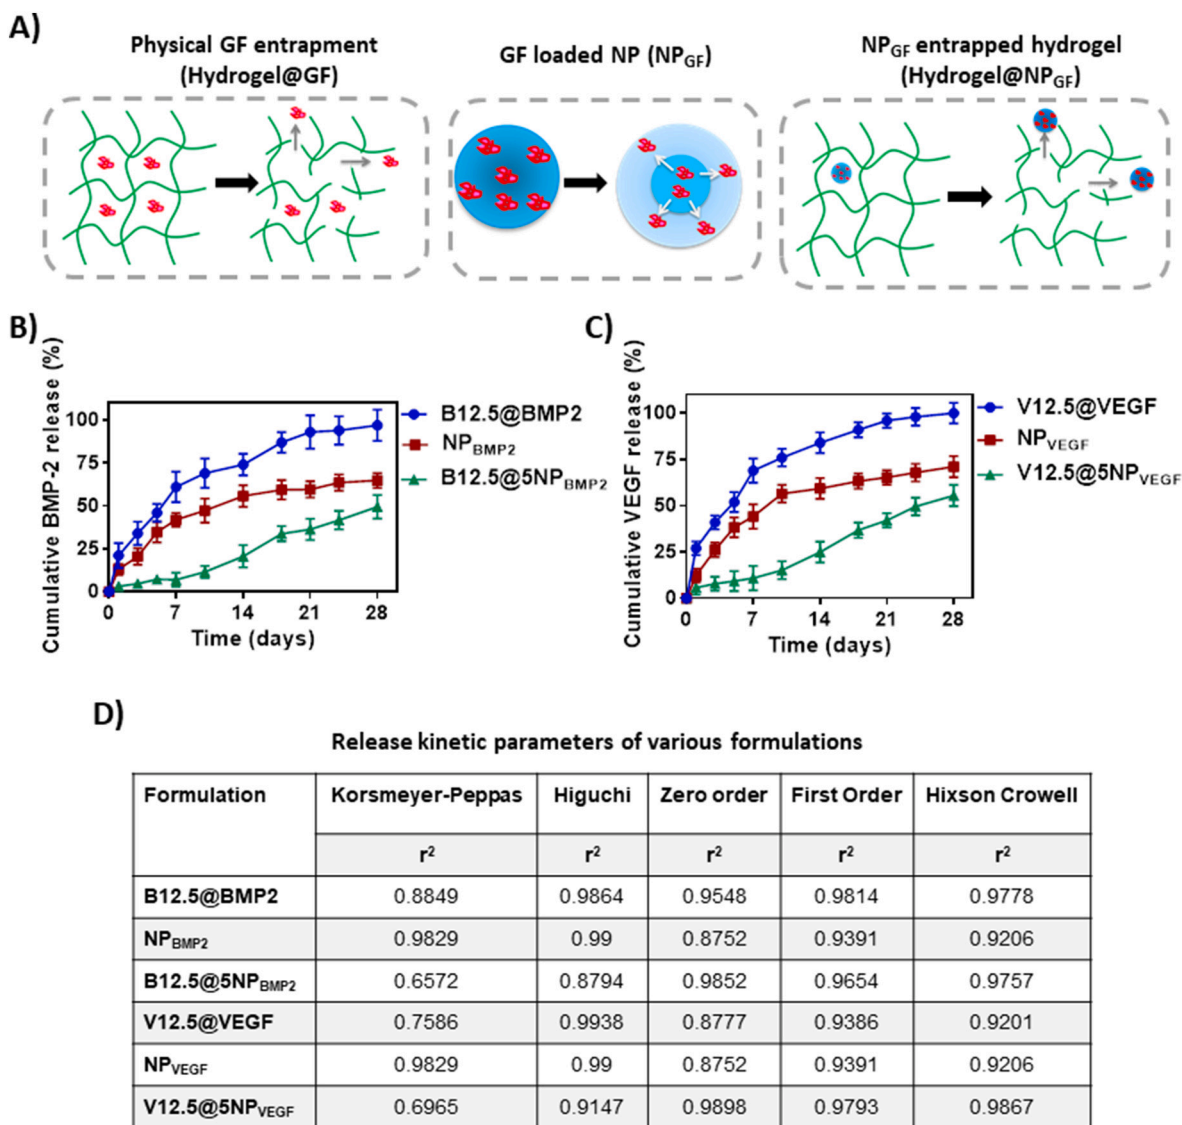 A)
Physical GF entrapment
(Hydrogel@GF)
GF loaded NP (NPGF)
NPGF entrapped hydrogel
(Hydrogel@NPGF)
B)
Cumulative BMP-2 release (%)
100
75
50
25
0
0 7 14 21 28
Time (days)
B12.5@BMP2
NPBMP2
B12.5@5NPBMP2
C)
Cumulative VEGF release (%)
100
75
50
25
0
0 7 14 21 28
Time (days)
V12.5@VEGF
NPVEGF
V12.5@5NPVEGF
D)
Release kinetic parameters of various formulations
Formulation Korsmeyer-Peppas Higuchi Zero order First Order Hixson Crowell
r² r² r² r² r²
B12.5@BMP2 0.8849 0.9864 0.9548 0.9814 0.9778
NPBMP2 0.9829 0.99 0.8752 0.9391 0.9206
B12.5@5NPBMP2 0.6572 0.8794 0.9852 0.9654 0.9757
V12.5@VEGF 0.7586 0.9938 0.8777 0.9386 0.9201
NPVEGF 0.9829 0.99 0.8752 0.9391 0.9206
V12.5@5NPVEGF 0.6965 0.9147 0.9898 0.9793 0.9867